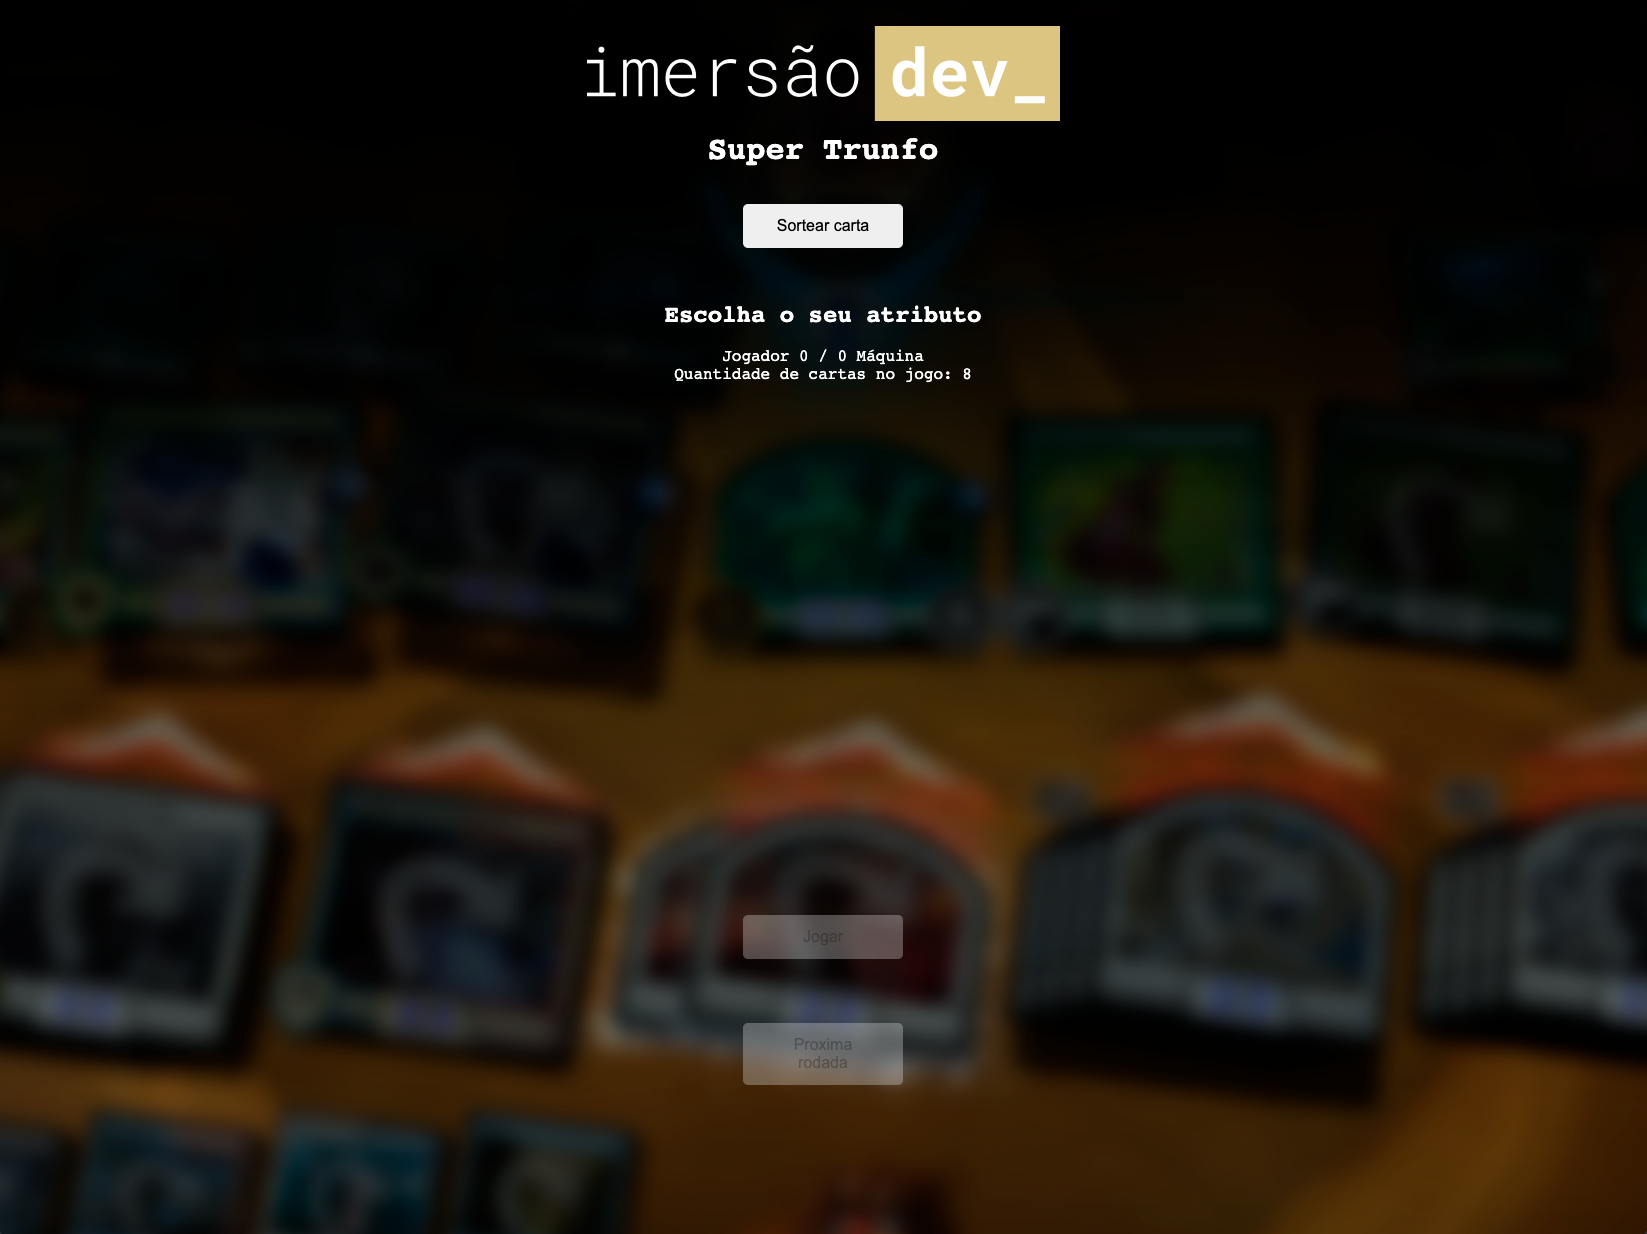 imersão dev_
Super Trunfo
Sortear carta
Escolha o seu atributo
Jogador 0 / 0 Máquina
Quantidade de cartas no jogo: 8
Jogar
Proxima
rodada